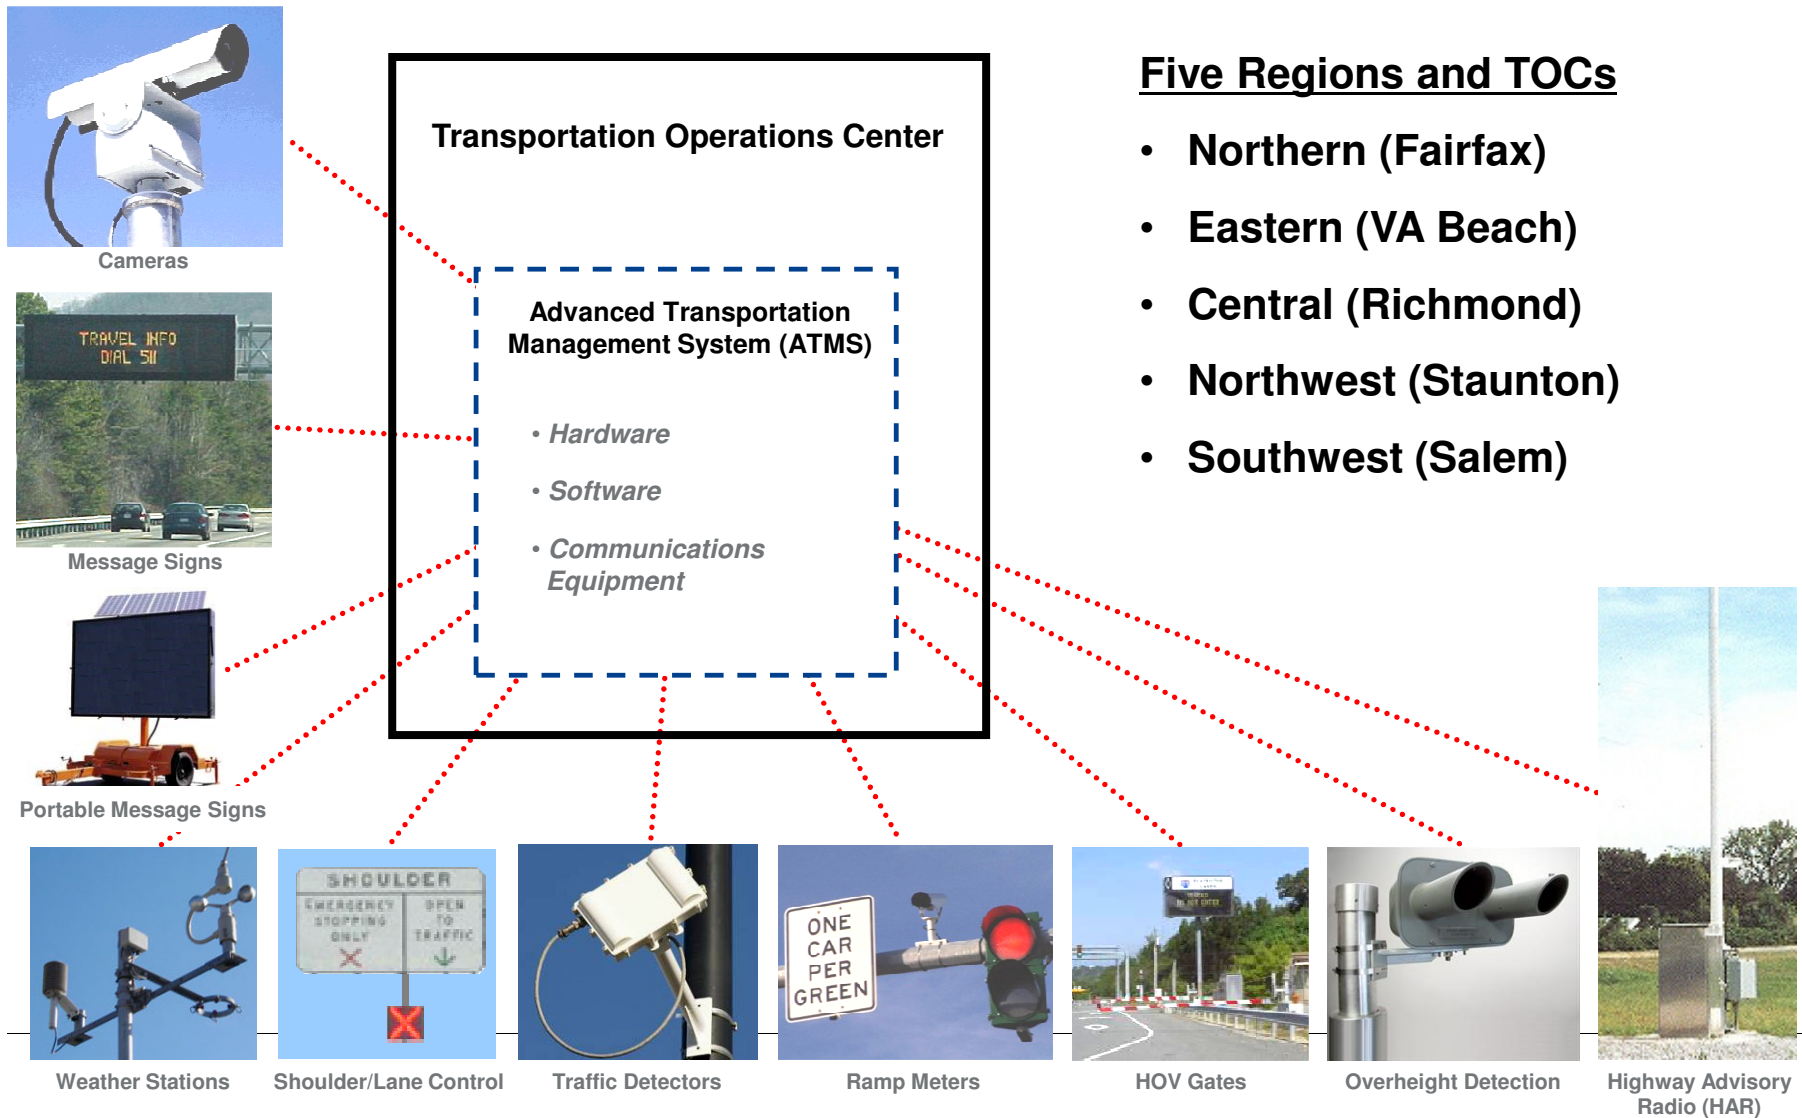 Transportation Operations Center
Advanced Transportation
Management System (ATMS)
• Hardware
• Software
• Communications
Equipment
Five Regions and TOCs
• Northern (Fairfax)
• Eastern (VA Beach)
• Central (Richmond)
• Northwest (Staunton)
• Southwest (Salem)
Cameras
TRAVEL INFO
DIAL 511
Message Signs
Portable Message Signs
SHOULDER
EMERGENCY
STOPPING
ONLY
OPEN
TO
TRAFFIC
ONE
CAR
PER
GREEN
DO NOT ENTER
Weather Stations
Shoulder/Lane Control
Traffic Detectors
Ramp Meters
HOV Gates
Overheight Detection
Highway Advisory
Radio (HAR)